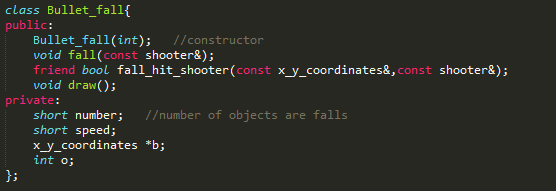 class Bullet_fall{
public:
    Bullet_fall(int);   //constructor
    void fall(const shooter&);
    friend bool fall_hit_shooter(const x_y_coordinates&,const shooter&);
    void draw();
private:
    short number;   //number of objects are falls
    short speed;
    x_y_coordinates *b;
    int o;
};